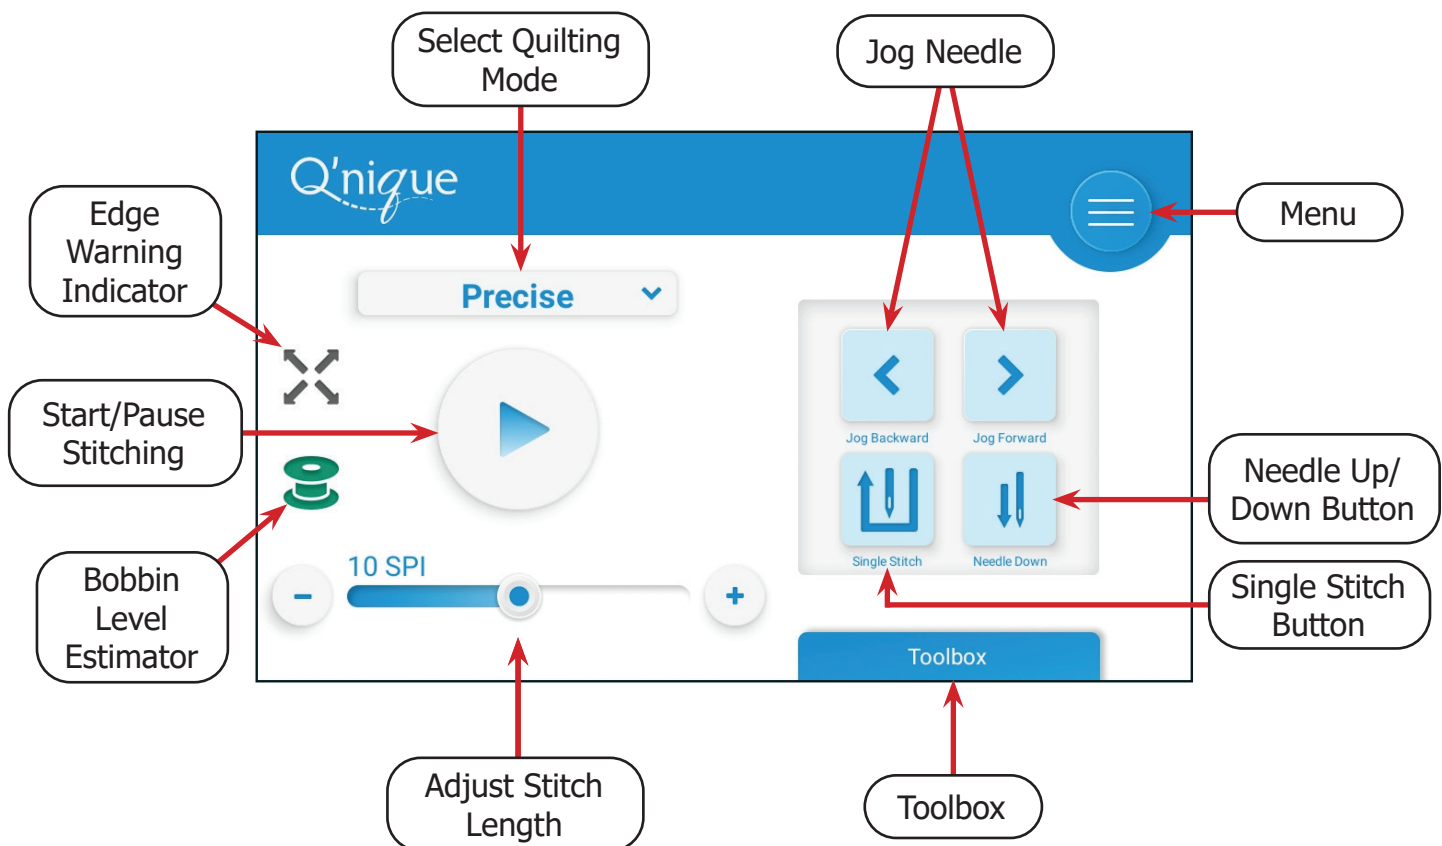 Select Quilting
Mode
Jog Needle
Q'nique
Edge
Warning
Indicator
Menu
Precise
Start/Pause
Stitching
Jog Backward
Jog Forward
Needle Up/
Down Button
10 SPI
Single Stitch
Needle Down
Bobbin
Level
Estimator
Single Stitch
Button
Toolbox
Adjust Stitch
Length
Toolbox